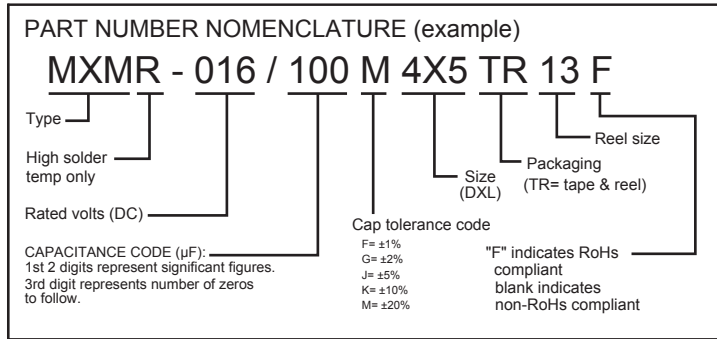 PART NUMBER NOMENCLATURE (example)
MXMR - 016 / 100 M 4X5 TR 13 F
Type
High solder
temp only
Rated volts (DC)
CAPACITANCE CODE (µF):
1st 2 digits represent significant figures.
3rd digit represents number of zeros
to follow.
Cap tolerance code
F= ±1%
G= ±2%
J= ±5%
K= ±10%
M= ±20%
Size
(DXL)
Packaging
(TR= tape & reel)
Reel size
"F" indicates RoHs
compliant
blank indicates
non-RoHs compliant